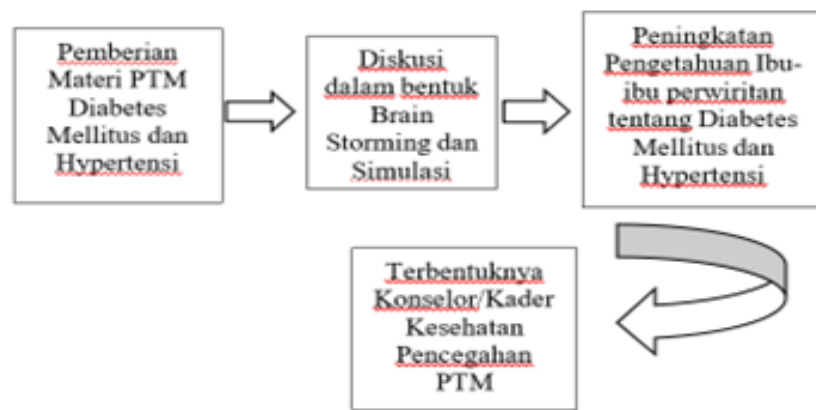 Pemberian
Materi PTM
Diabetes
Mellitus dan
Hypertensi
Diskusi
dalam bentuk
Brain
Storming dan
Simulasi
Peningkatan
Pengetahuan Ibu-
ibu perwiritan
tentang Diabetes
Mellitus dan
Hypertensi
Terbentuknya
Konselor/Kader
Kesehatan
Pencegahan
PTM